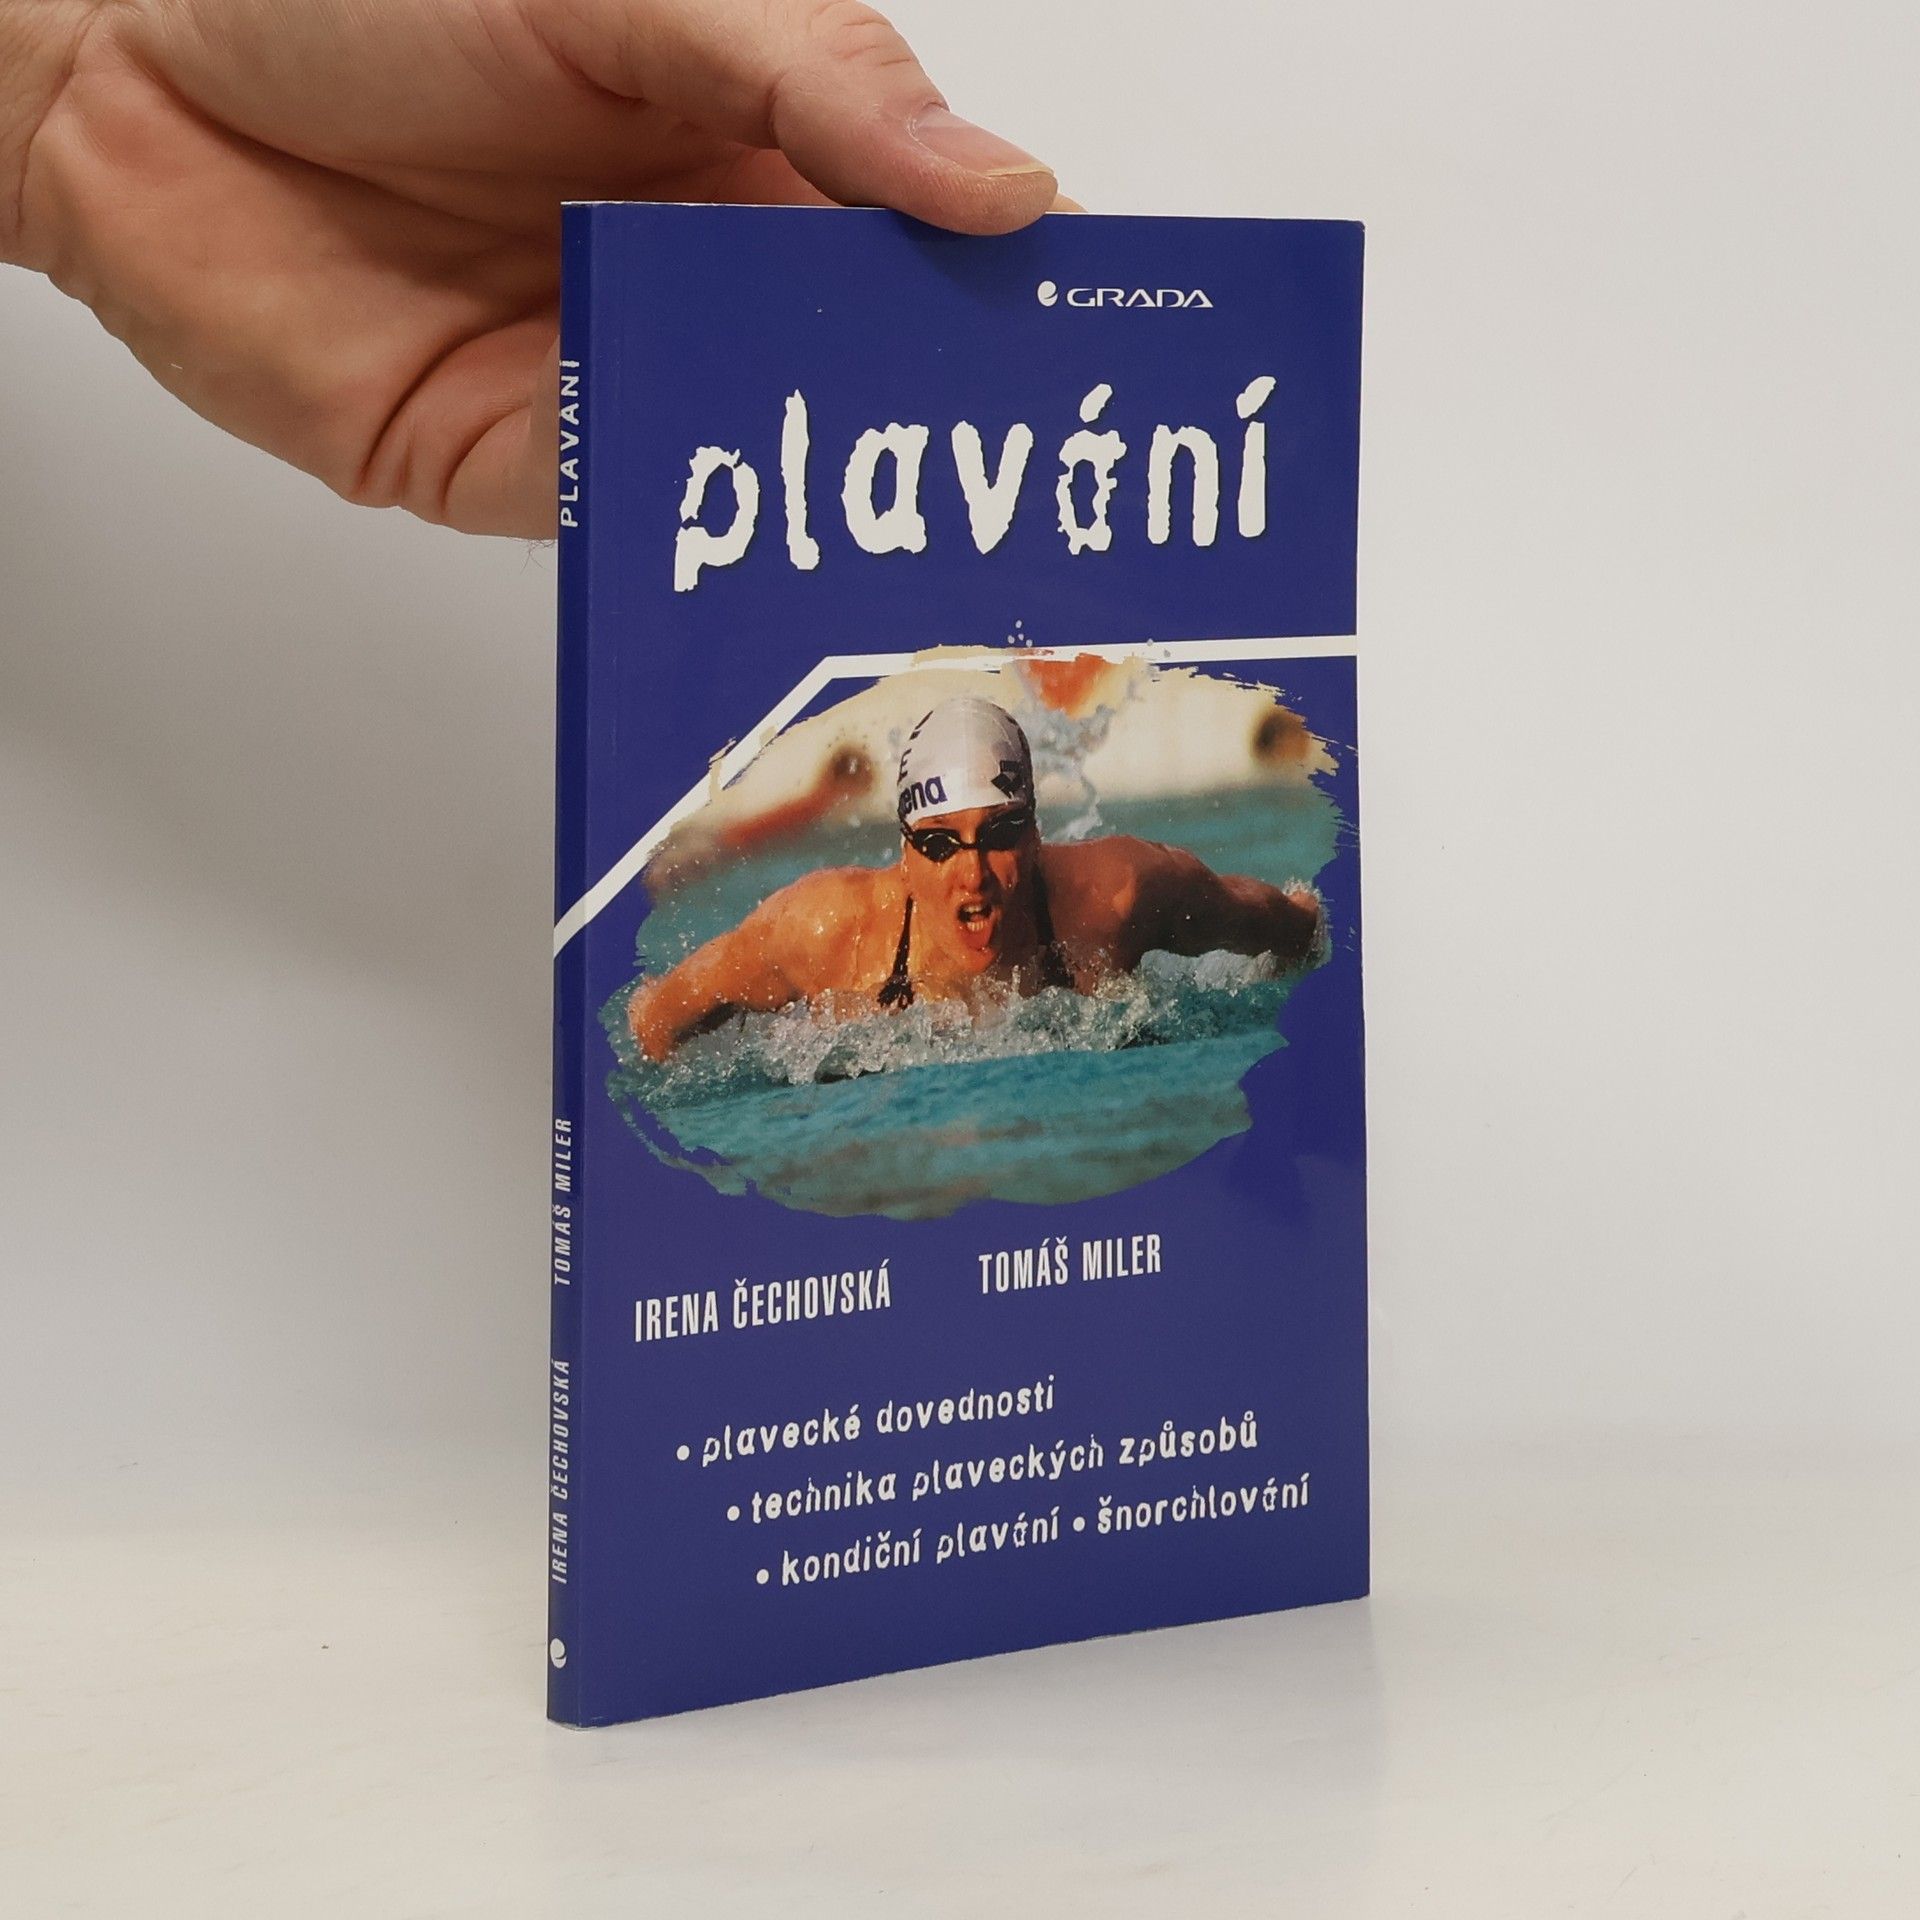 GRADA
plavání
ena
IRENA ČECHOVSKÁ TOMÁŠ MILER
• plavecké dovednosti
• technika plaveckých způsobů
• kondiční plavání • šnorchlování
IRENA ČECHOVSKÁ TOMÁŠ MILER PLAVÁNÍ